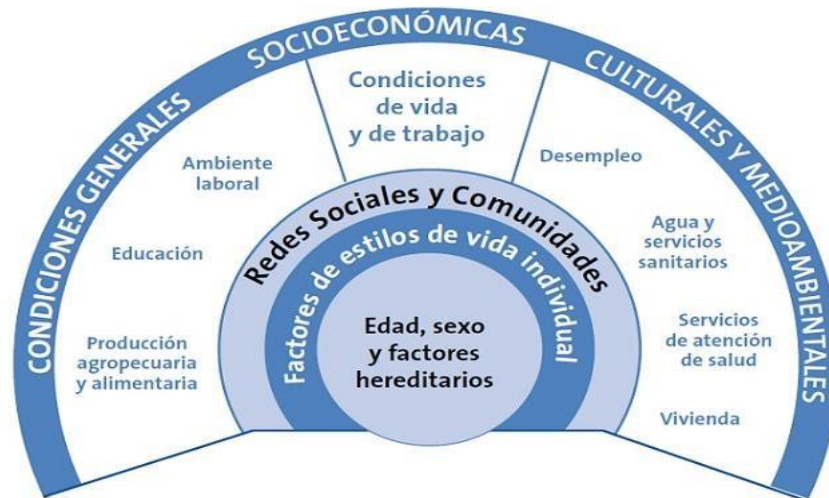 CONDICIONES GENERALES SOCIOECONÓMICAS CULTURALES Y MEDIOAMBIENTALES
Condiciones
de vida
y de trabajo
Ambiente
laboral
Educación
Producción
agropecuaria
y alimentaria
Desempleo
Agua y
servicios
sanitarios
Servicios
de atención
de salud
Vivienda
Redes Sociales y Comunidades
Factores de estilos de vida individual
Edad, sexo
y factores
hereditarios